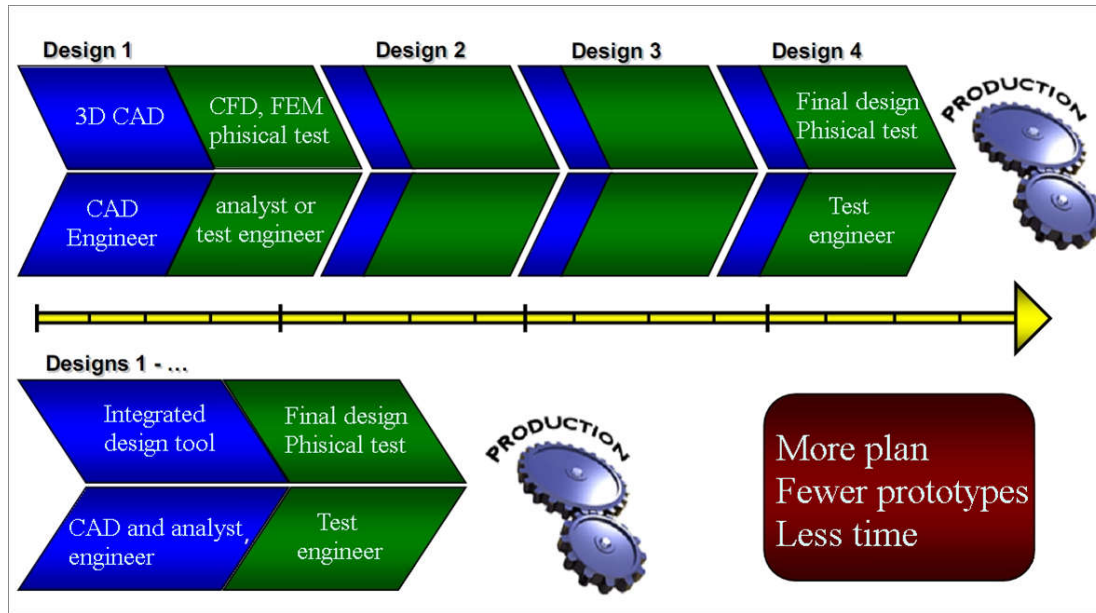 Design 1
Design 2
Design 3
Design 4
3D CAD
CFD, FEM
phisical test
Final design
Phisical test
PRODUCTION
CAD
Engineer
analyst or
test engineer
Test
engineer
Designs 1 - ...
Integrated
design tool
Final design
Phisical test
PRODUCTION
CAD and analyst,
engineer
Test
engineer
More plan
Fewer prototypes
Less time